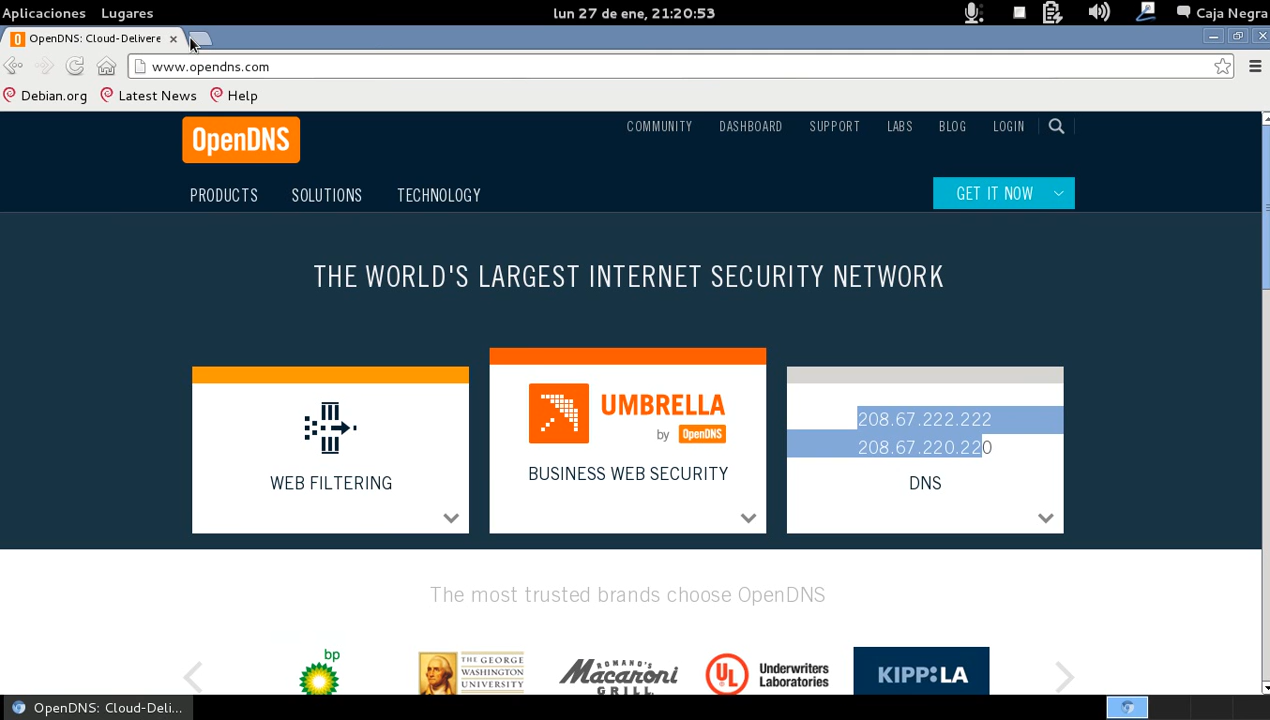 Aplicaciones Lugares lun 27 de ene, 21:20:53 Caja Negra
OpenDNS: Cloud-Delivere
www.opendns.com
Debian.org Latest News Help
OpenDNS COMMUNITY DASHBOARD SUPPORT LABS BLOG LOGIN
PRODUCTS SOLUTIONS TECHNOLOGY GET IT NOW
THE WORLD'S LARGEST INTERNET SECURITY NETWORK
WEB FILTERING
UMBRELLA
by OpenDNS
BUSINESS WEB SECURITY
208.67.222.222
208.67.220.220
DNS
The most trusted brands choose OpenDNS
bp
THE GEORGE
WASHINGTON
UNIVERSITY
ROMANO'S
Macaroni
GRILL
UL Underwriters
Laboratories
KIPP:LA
OpenDNS: Cloud-Deli...